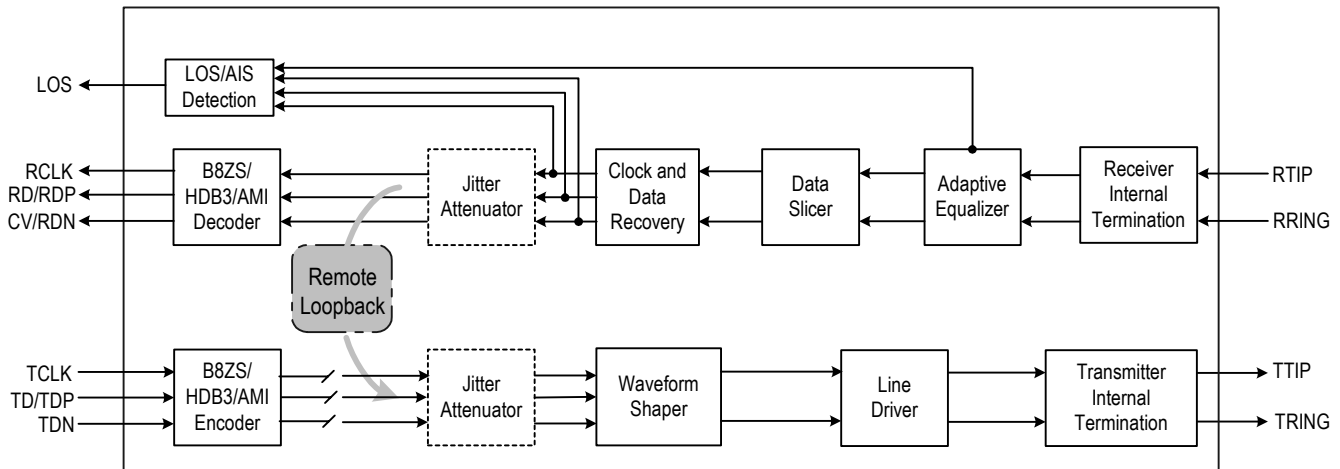 LOS
LOS/AIS
Detection
RCLK
RD/RDP
CV/RDN
B8ZS/
HDB3/AMI
Decoder
Jitter
Attenuator
Clock and
Data
Recovery
Data
Slicer
Adaptive
Equalizer
Receiver
Internal
Termination
RTIP
RRING
Remote
Loopback
TCLK
TD/TDP
TDN
B8ZS/
HDB3/AMI
Encoder
Jitter
Attenuator
Waveform
Shaper
Line
Driver
Transmitter
Internal
Termination
TTIP
TRING